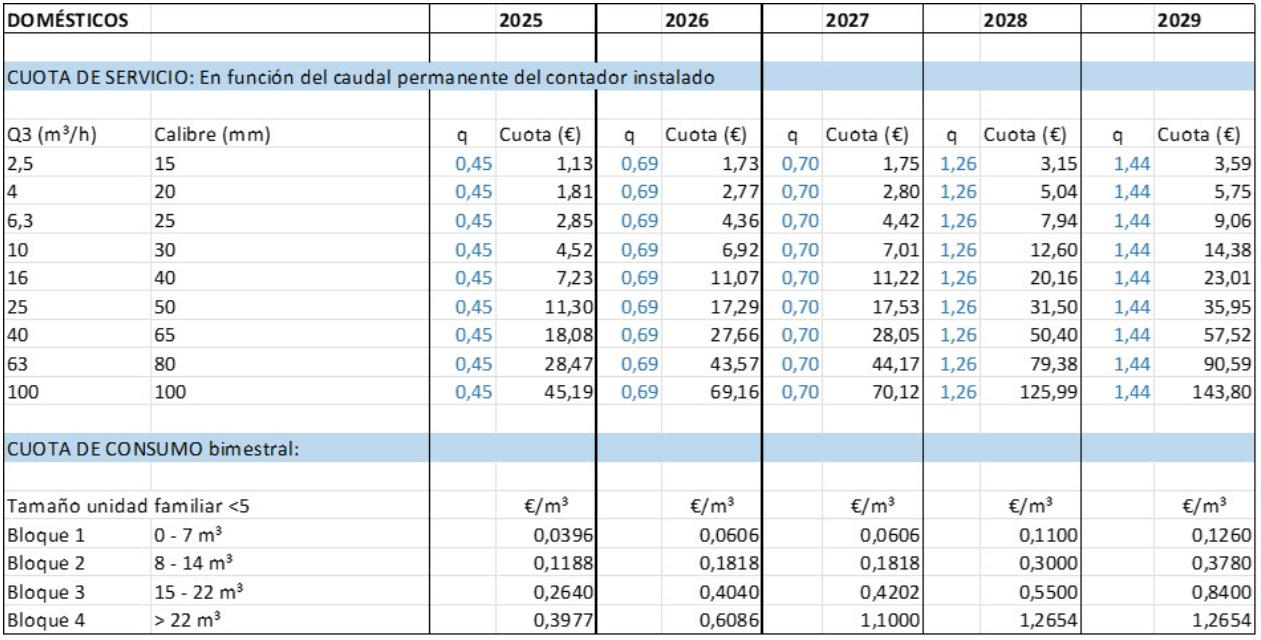 DOMÉSTICOS 2025 2026 2027 2028 2029
CUOTA DE SERVICIO: En función del caudal permanente del contador instalado
Q3 (m³/h) Calibre (mm) q Cuota (€) q Cuota (€) q Cuota (€) q Cuota (€) q Cuota (€)
2,5 15 0,45 1,13 0,69 1,73 0,70 1,75 1,26 3,15 1,44 3,59
4 20 0,45 1,81 0,69 2,77 0,70 2,80 1,26 5,04 1,44 5,75
6,3 25 0,45 2,85 0,69 4,36 0,70 4,42 1,26 7,94 1,44 9,06
10 30 0,45 4,52 0,69 6,92 0,70 7,01 1,26 12,60 1,44 14,38
16 40 0,45 7,23 0,69 11,07 0,70 11,22 1,26 20,16 1,44 23,01
25 50 0,45 11,30 0,69 17,29 0,70 17,53 1,26 31,50 1,44 35,95
40 65 0,45 18,08 0,69 27,66 0,70 28,05 1,26 50,40 1,44 57,52
63 80 0,45 28,47 0,69 43,57 0,70 44,17 1,26 79,38 1,44 90,59
100 100 0,45 45,19 0,69 69,16 0,70 70,12 1,26 125,99 1,44 143,80
CUOTA DE CONSUMO bimestral:
Tamaño unidad familiar <5 €/m³ €/m³ €/m³ €/m³ €/m³
Bloque 1 0 - 7 m³ 0,0396 0,0606 0,0606 0,1100 0,1260
Bloque 2 8 - 14 m³ 0,1188 0,1818 0,1818 0,3000 0,3780
Bloque 3 15 - 22 m³ 0,2640 0,4040 0,4202 0,5500 0,8400
Bloque 4 > 22 m³ 0,3977 0,6086 1,1000 1,2654 1,2654